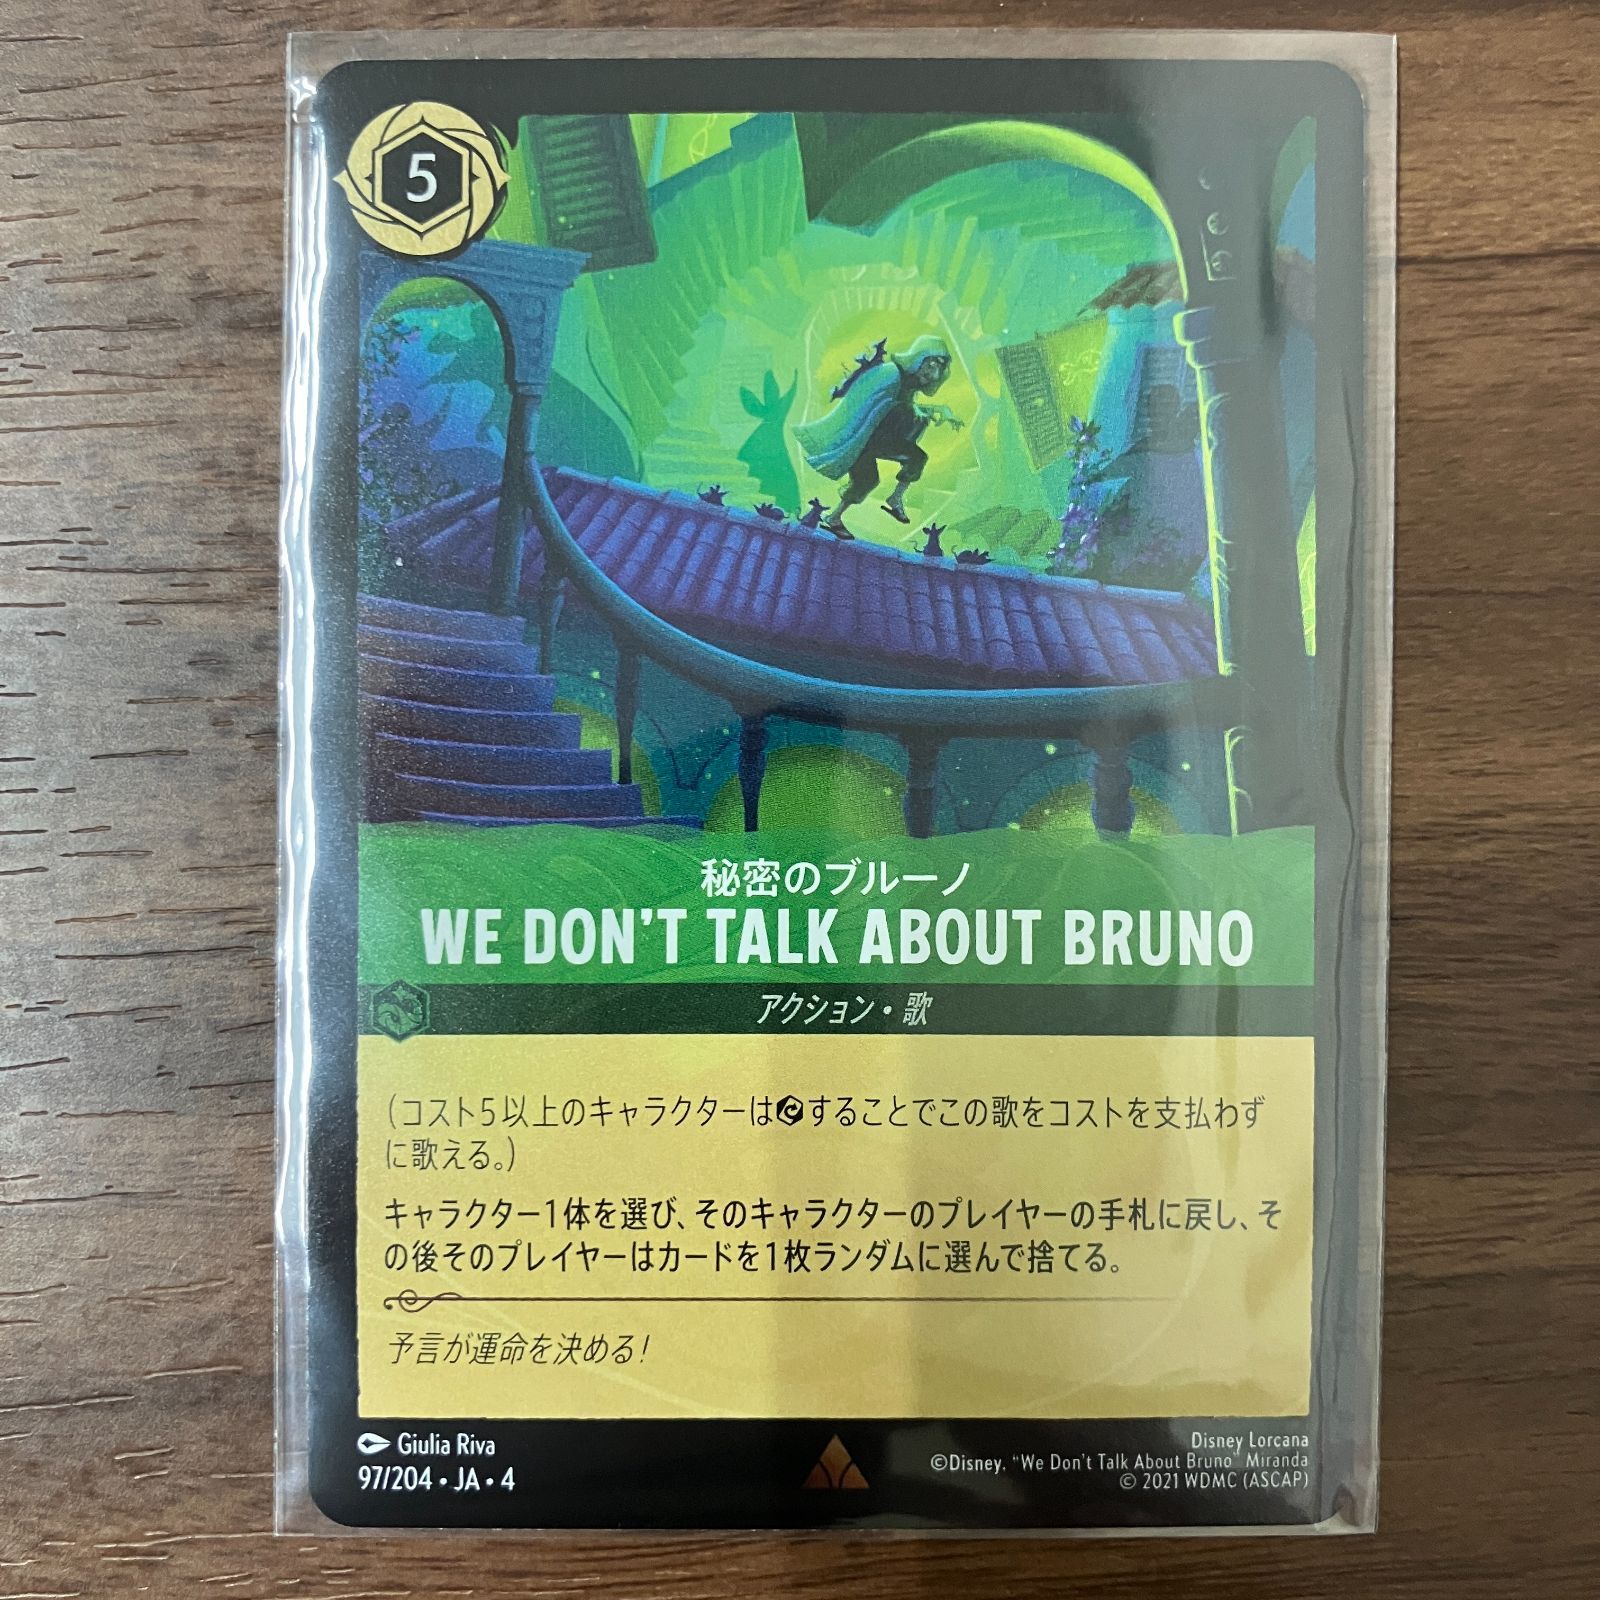 5
秘密のブルーノ
WE DON'T TALK ABOUT BRUNO
アクション・歌
（コスト5以上のキャラクターはすることでこの歌をコストを支払わず
に歌える。）
キャラクター1体を選び、そのキャラクターのプレイヤーの手札に戻し、そ
の後そのプレイヤーはカードを1枚ランダムに選んで捨てる。
予言が運命を決める！
Giulia Riva
97/204・JA・4
Disney Lorcana
©Disney, "We Don't Talk About Bruno" Miranda
© 2021 WDMC (ASCAP)